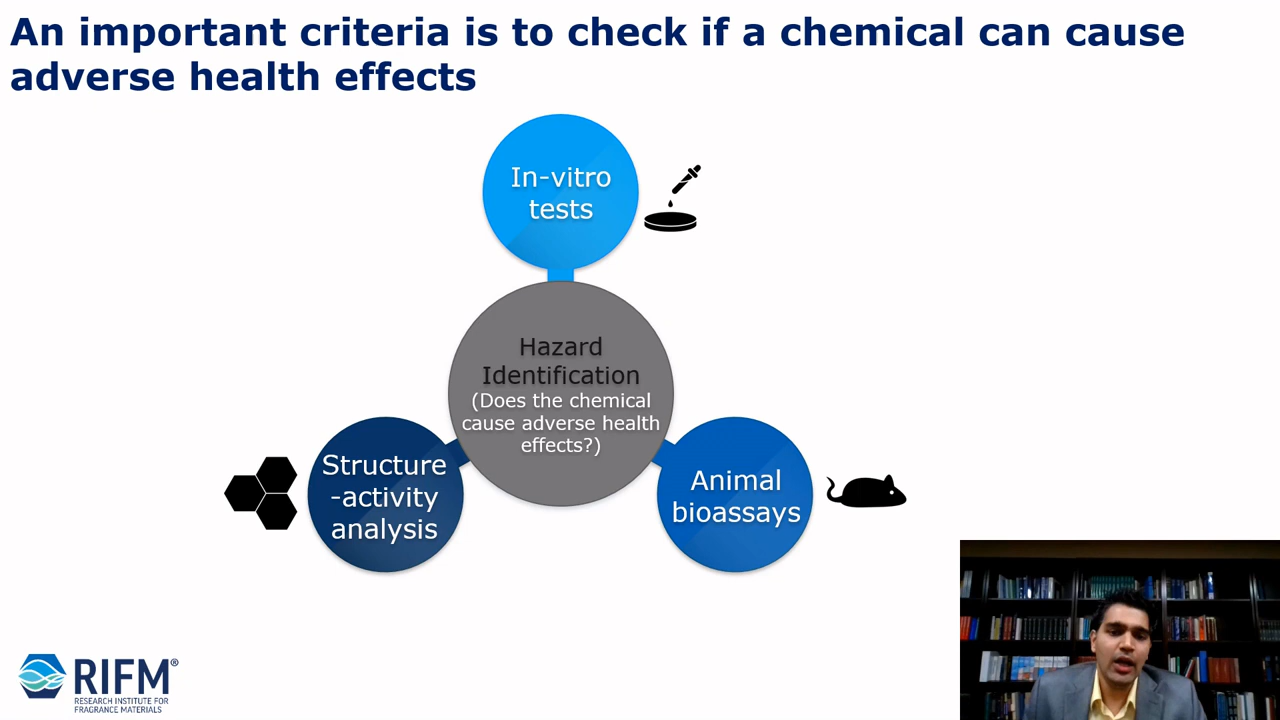 An important criteria is to check if a chemical can cause
adverse health effects
In-vitro
tests
Hazard
Identification
(Does the chemical
cause adverse health
effects?)
Structure
-activity
analysis
Animal
bioassays
RIFM®
RESEARCH INSTITUTE FOR
FRAGRANCE MATERIALS